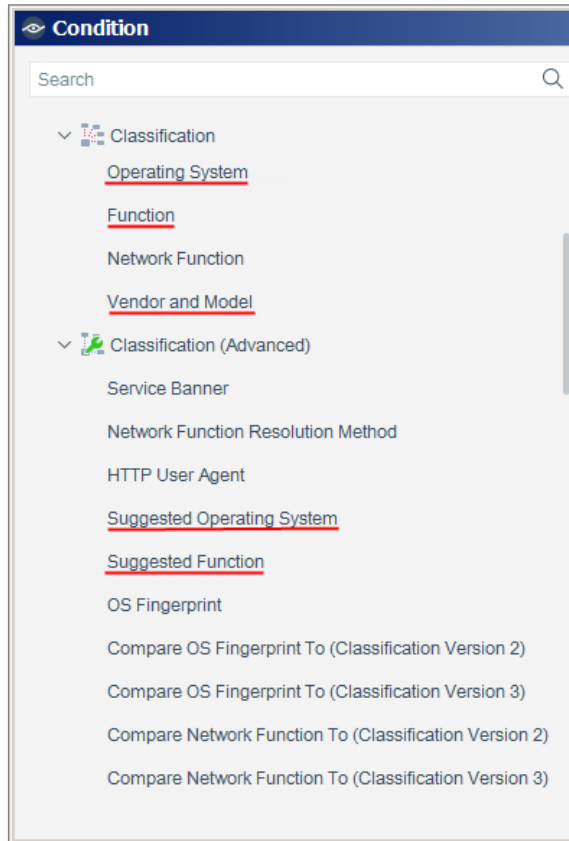 Condition
Search
Classification
Operating System
Function
Network Function
Vendor and Model
Classification (Advanced)
Service Banner
Network Function Resolution Method
HTTP User Agent
Suggested Operating System
Suggested Function
OS Fingerprint
Compare OS Fingerprint To (Classification Version 2)
Compare OS Fingerprint To (Classification Version 3)
Compare Network Function To (Classification Version 2)
Compare Network Function To (Classification Version 3)